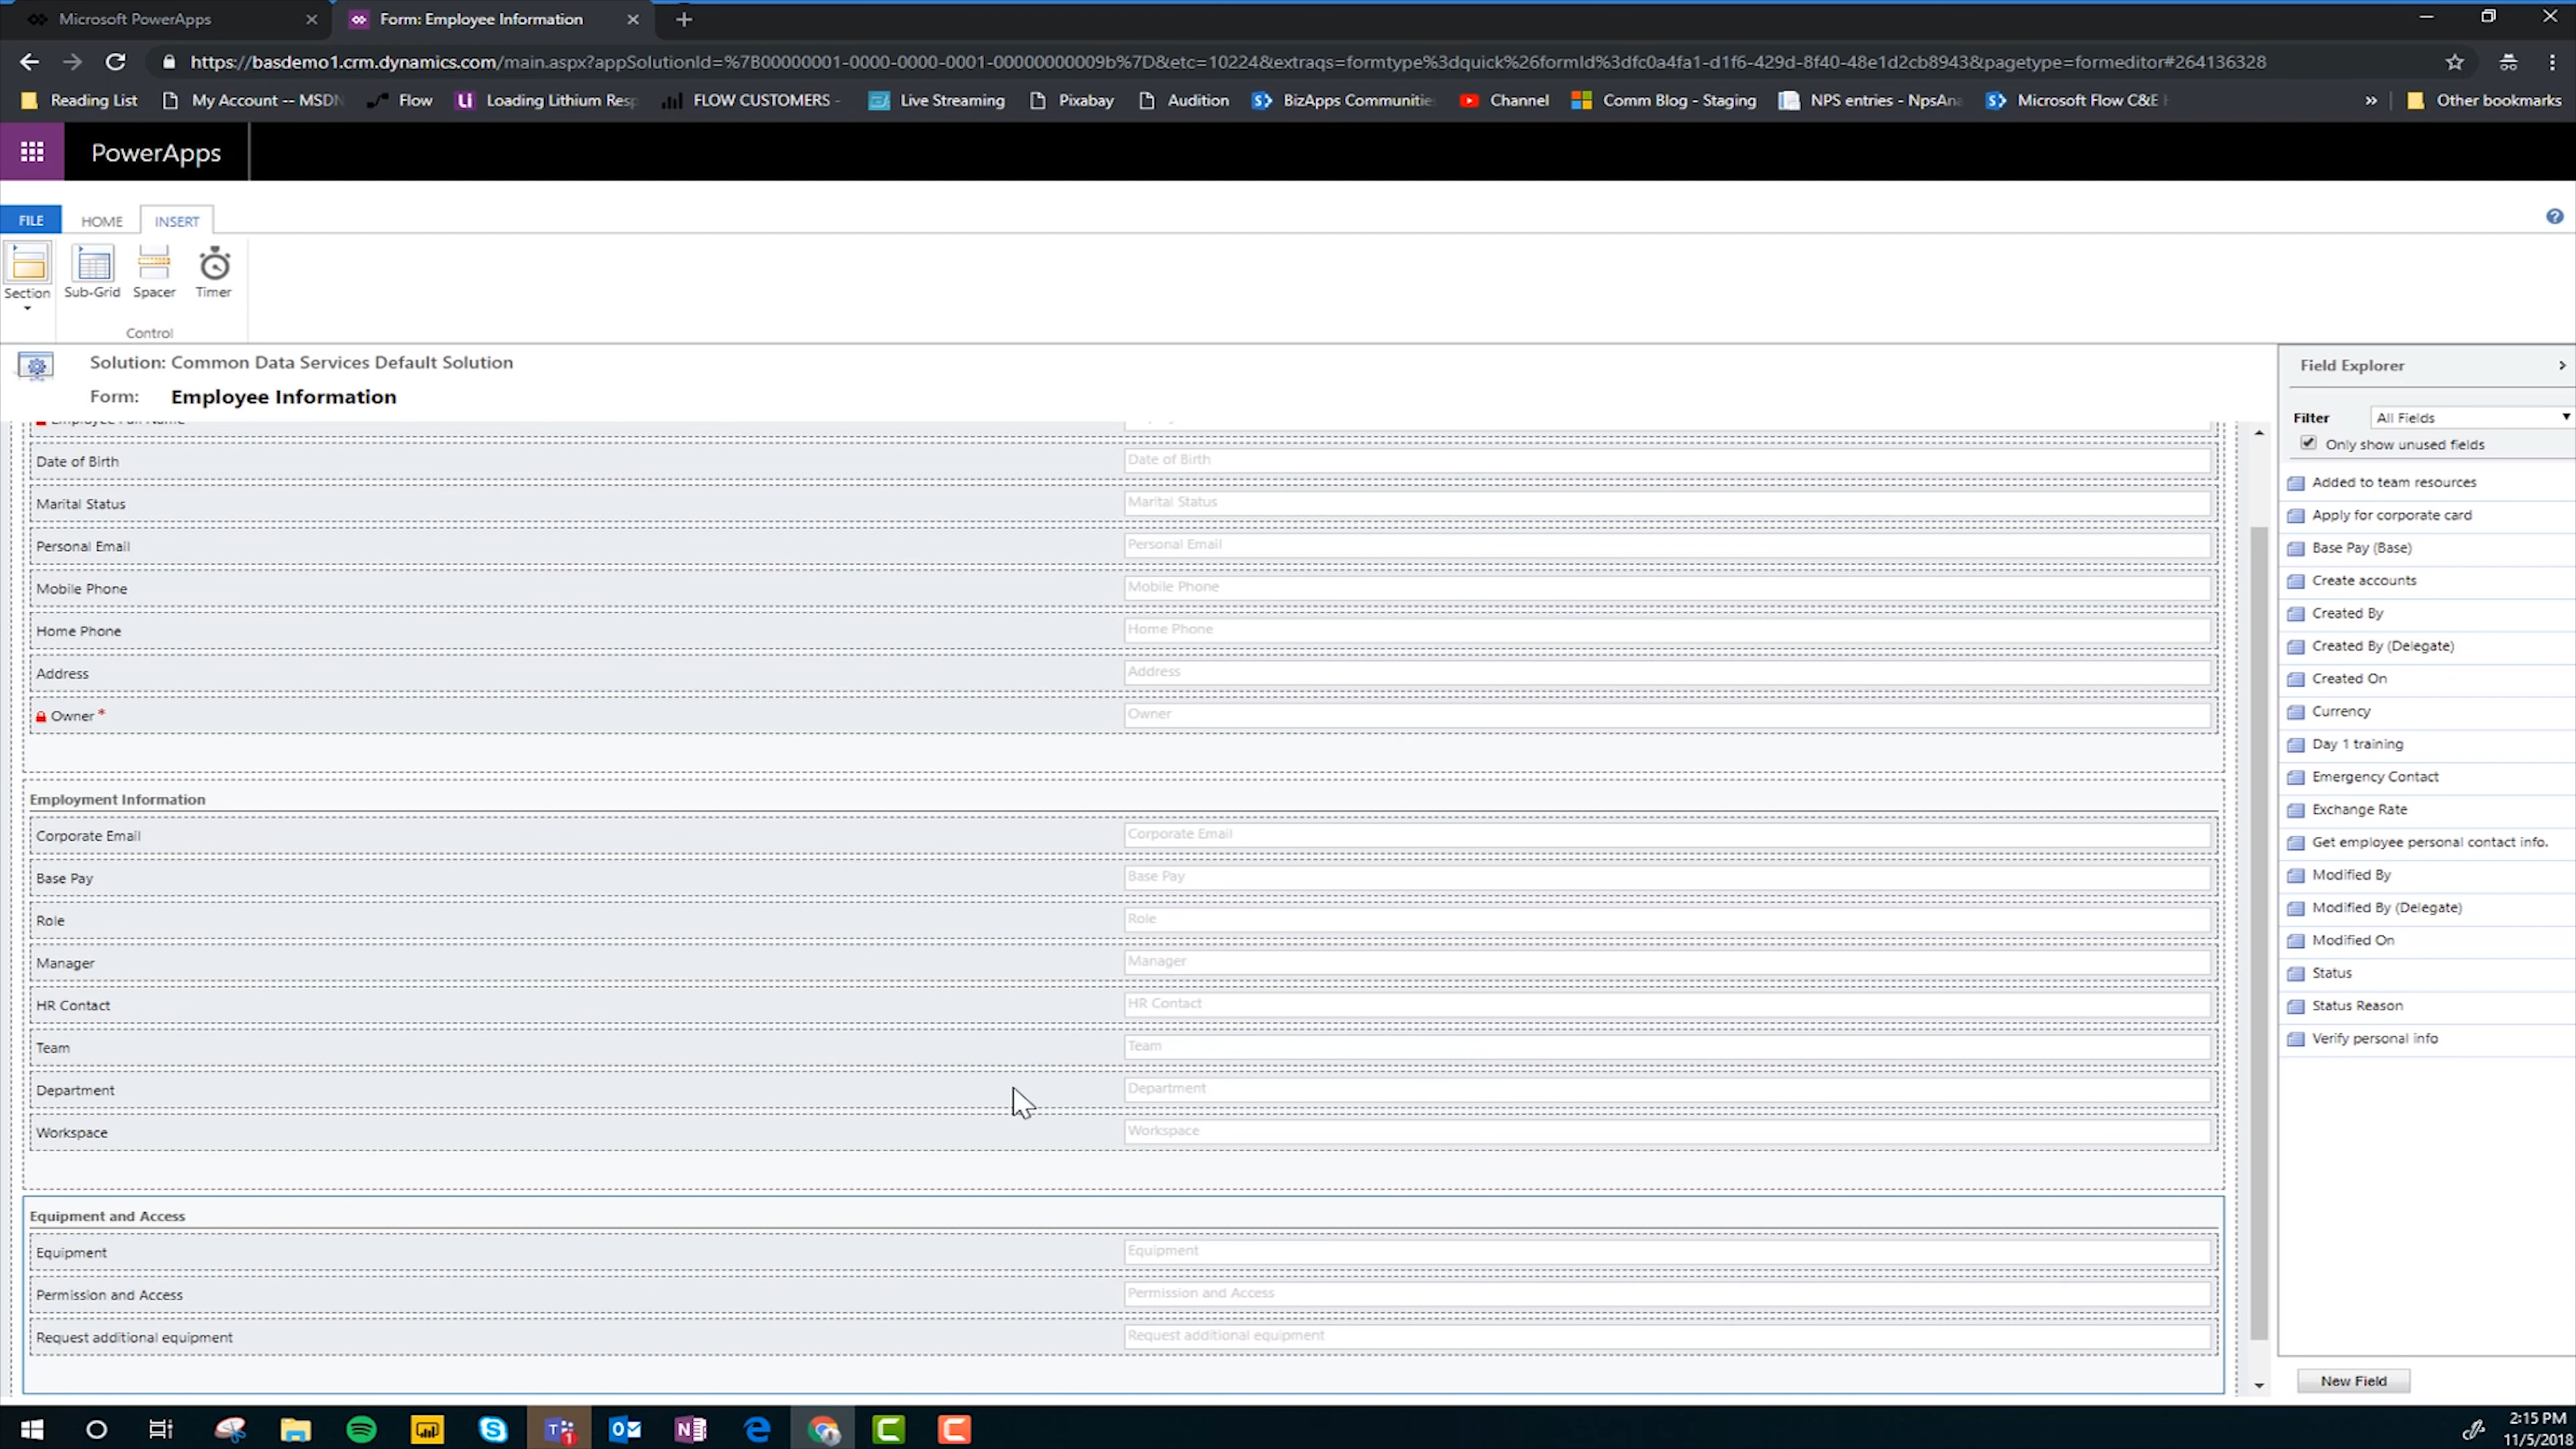 Microsoft PowerApps
Form: Employee Information
https://basdemo1.crm.dynamics.com/main.aspx?appSolutionId=%7B00000001-0000-0000-0001-00000000009b%7D&etc=10224&extraqs=formtype%3dquick%26formId%3dfc0a4fa1-d1f6-429d-8f40-48e1d2cb8943&pagetype=formeditor#264136328
Reading List
My Account -- MSDN
Flow
Loading Lithium Resp
FLOW CUSTOMERS -
Live Streaming
Pixabay
Audition
BizApps Communitie
Channel
Comm Blog - Staging
NPS entries - NpsAna
Microsoft Flow C&E
Other bookmarks
PowerApps
FILE
HOME
INSERT
Section
Sub-Grid
Spacer
Timer
Control
Solution: Common Data Services Default Solution
Form: Employee Information
Employee Full Name
Date of Birth
Date of Birth
Marital Status
Marital Status
Personal Email
Personal Email
Mobile Phone
Mobile Phone
Home Phone
Home Phone
Address
Address
Owner *
Owner
Employment Information
Corporate Email
Corporate Email
Base Pay
Base Pay
Role
Role
Manager
Manager
HR Contact
HR Contact
Team
Team
Department
Department
Workspace
Workspace
Equipment and Access
Equipment
Equipment
Permission and Access
Permission and Access
Request additional equipment
Request additional equipment
Field Explorer
Filter
All Fields
Only show unused fields
Added to team resources
Apply for corporate card
Base Pay (Base)
Create accounts
Created By
Created By (Delegate)
Created On
Currency
Day 1 training
Emergency Contact
Exchange Rate
Get employee personal contact info.
Modified By
Modified By (Delegate)
Modified On
Status
Status Reason
Verify personal info
New Field
2:15 PM
11/5/2018